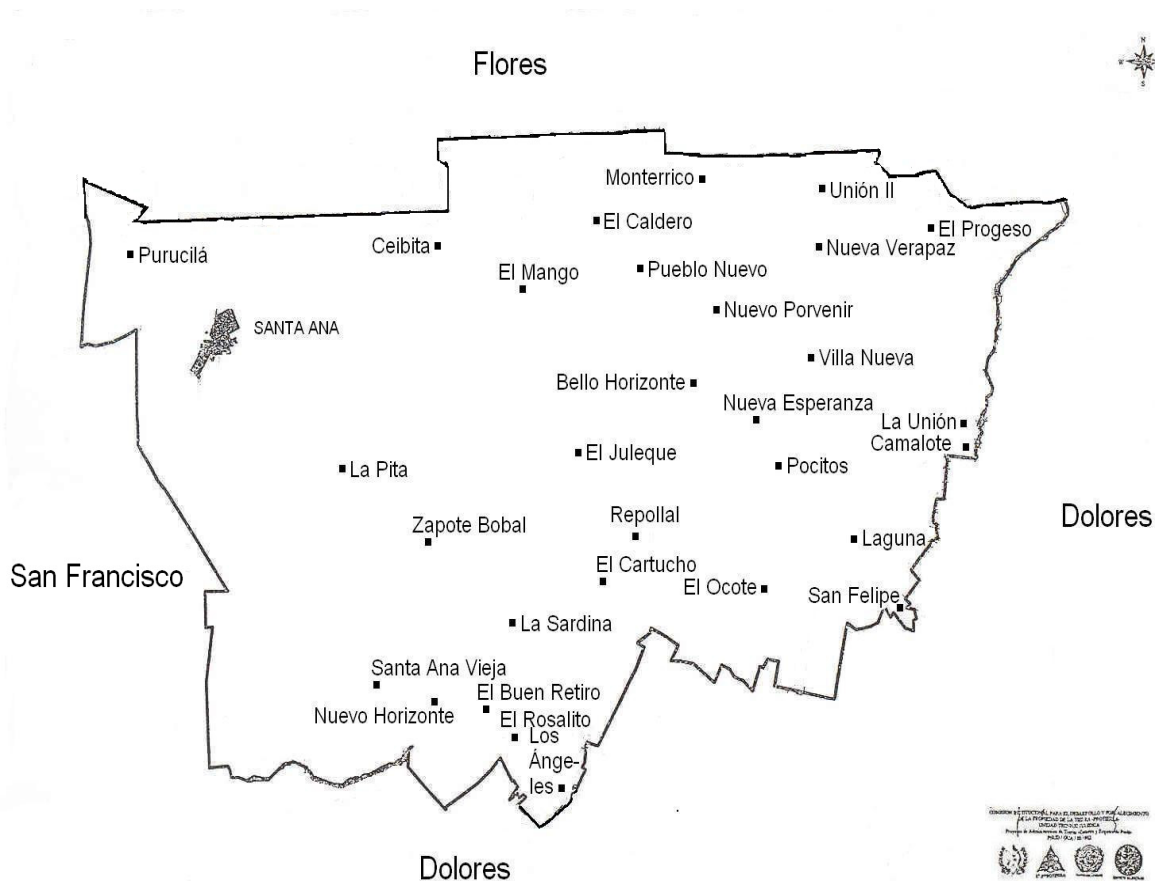 Flores
N
W
S
Monterrico
Unión II
El Caldero
El Progeso
Purucilá
Ceibita
Nueva Verapaz
Pueblo Nuevo
El Mango
Nuevo Porvenir
SANTA ANA
Villa Nueva
Bello Horizonte
Nueva Esperanza
La Unión
Camalote
El Juleque
Pocitos
La Pita
Dolores
Repollal
Zapote Bobal
Laguna
El Cartucho
San Francisco
El Ocote
San Felipe
La Sardina
Santa Ana Vieja
El Buen Retiro
Nuevo Horizonte
El Rosalito
Los
Ánge-
les
Dolores